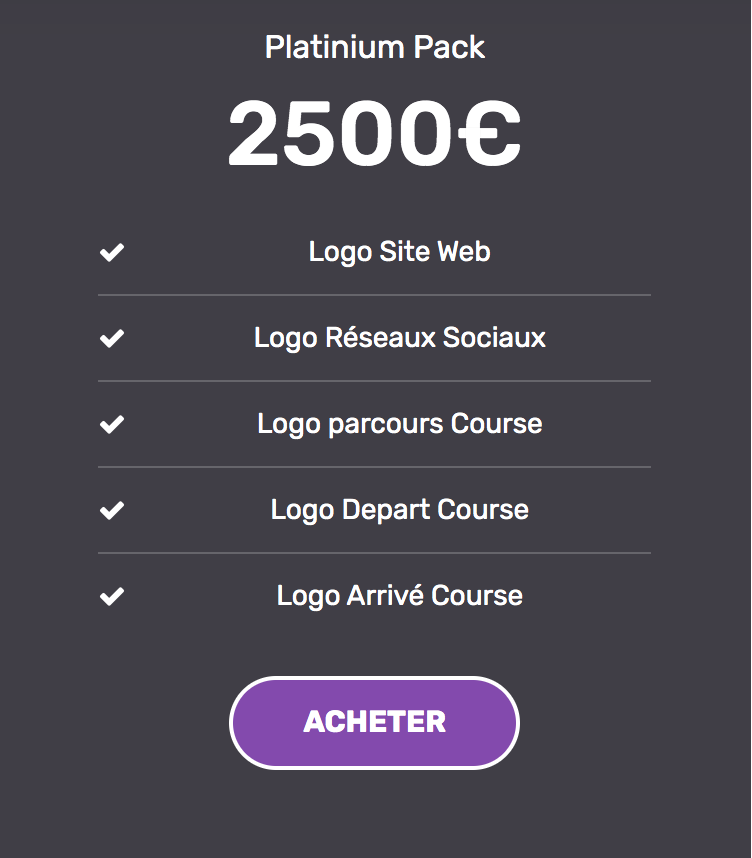 Platinium Pack
2500€
Logo Site Web
Logo Réseaux Sociaux
Logo parcours Course
Logo Depart Course
Logo Arrivé Course
ACHETER